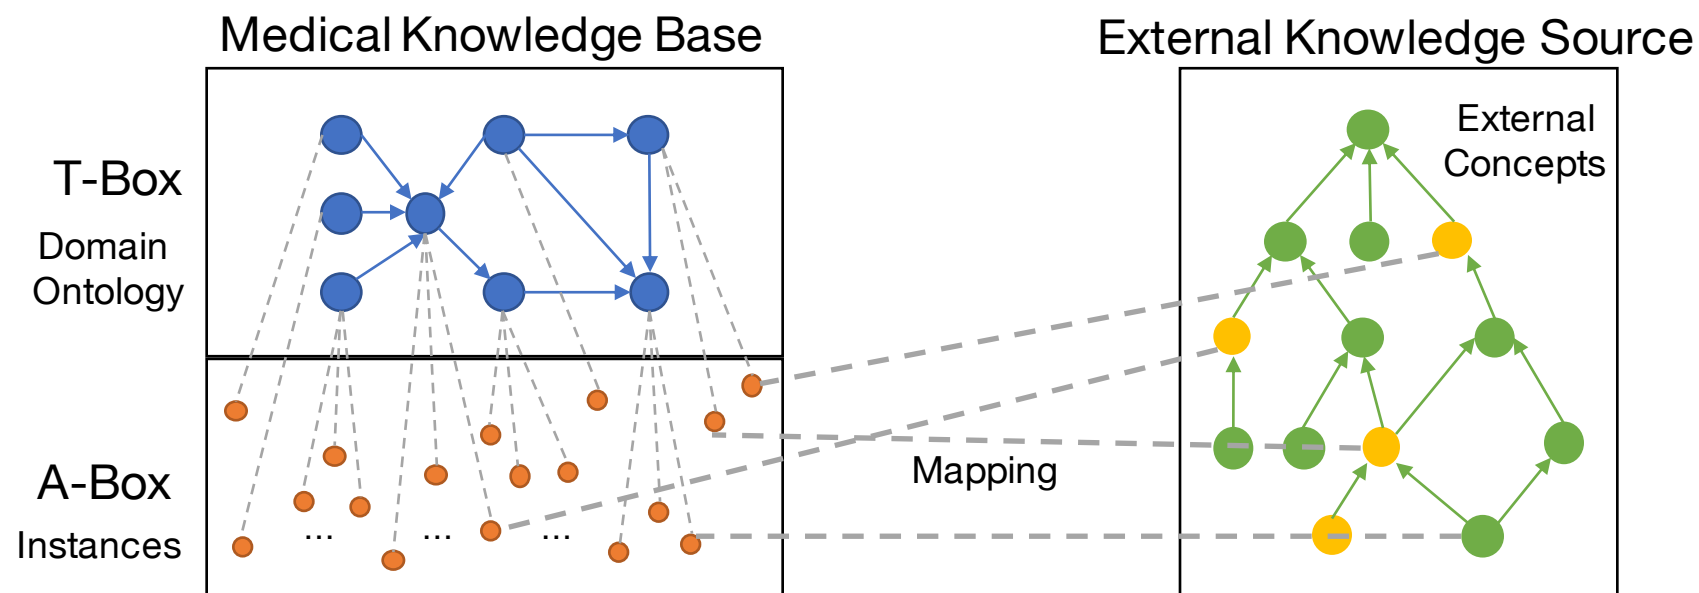 Medical Knowledge Base
External Knowledge Source
External
Concepts
T-Box
Domain
Ontology
Mapping
A-Box
Instances
...
...
...